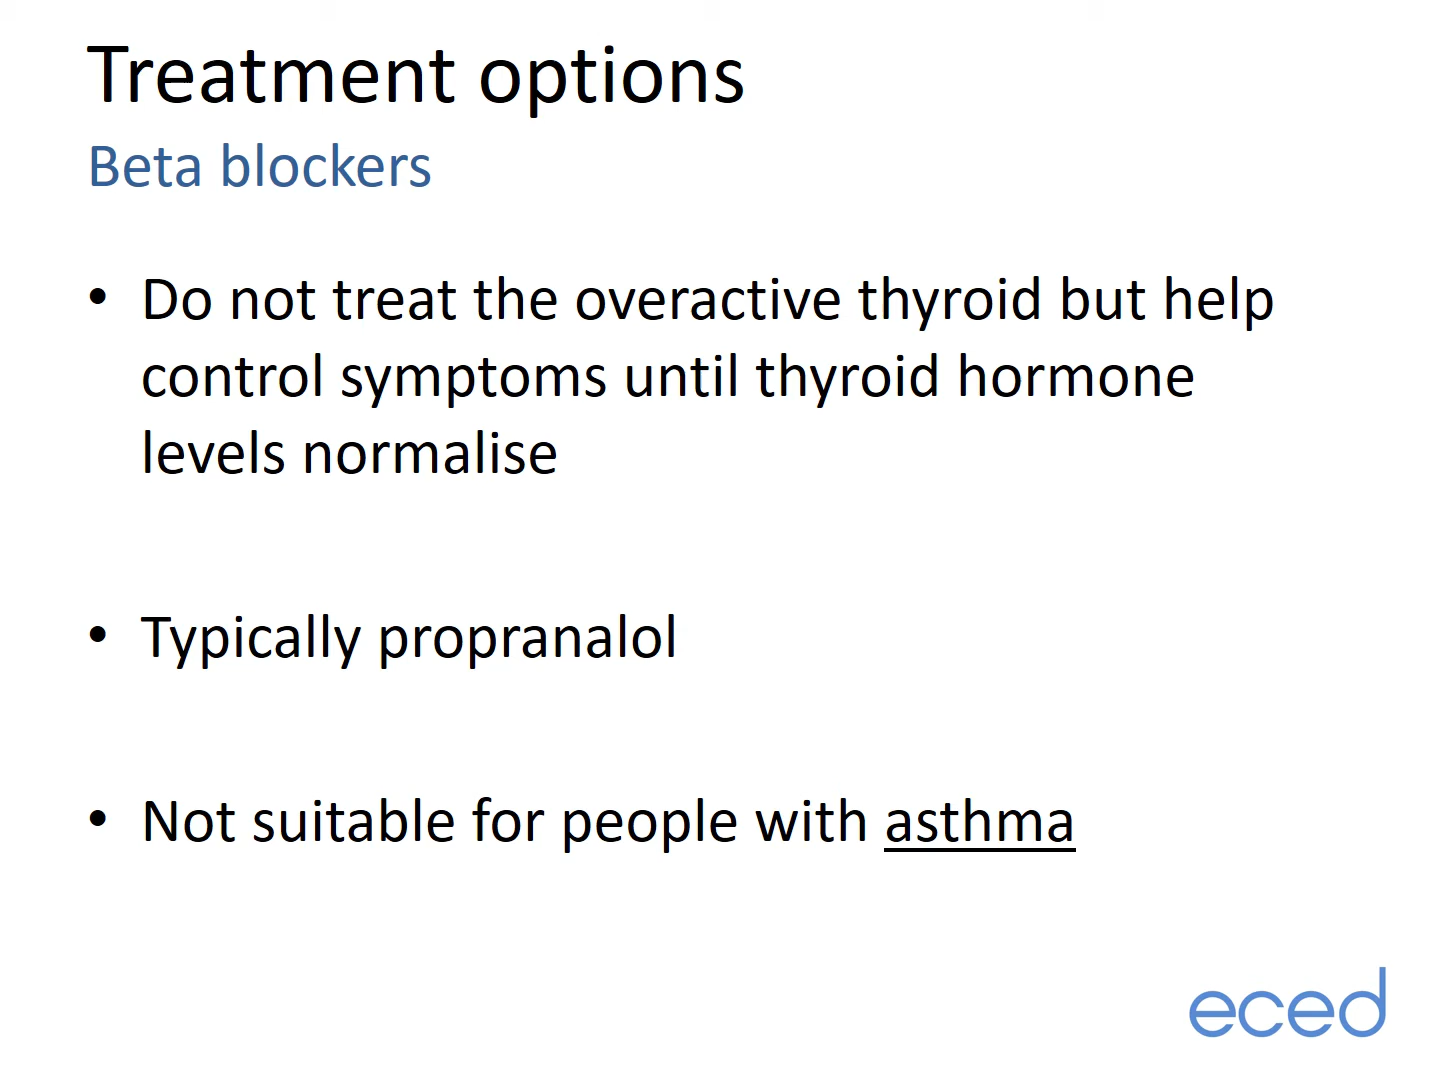 Treatment options
Beta blockers
• Do not treat the overactive thyroid but help
control symptoms until thyroid hormone
levels normalise
• Typically propranalol
• Not suitable for people with asthma
eced